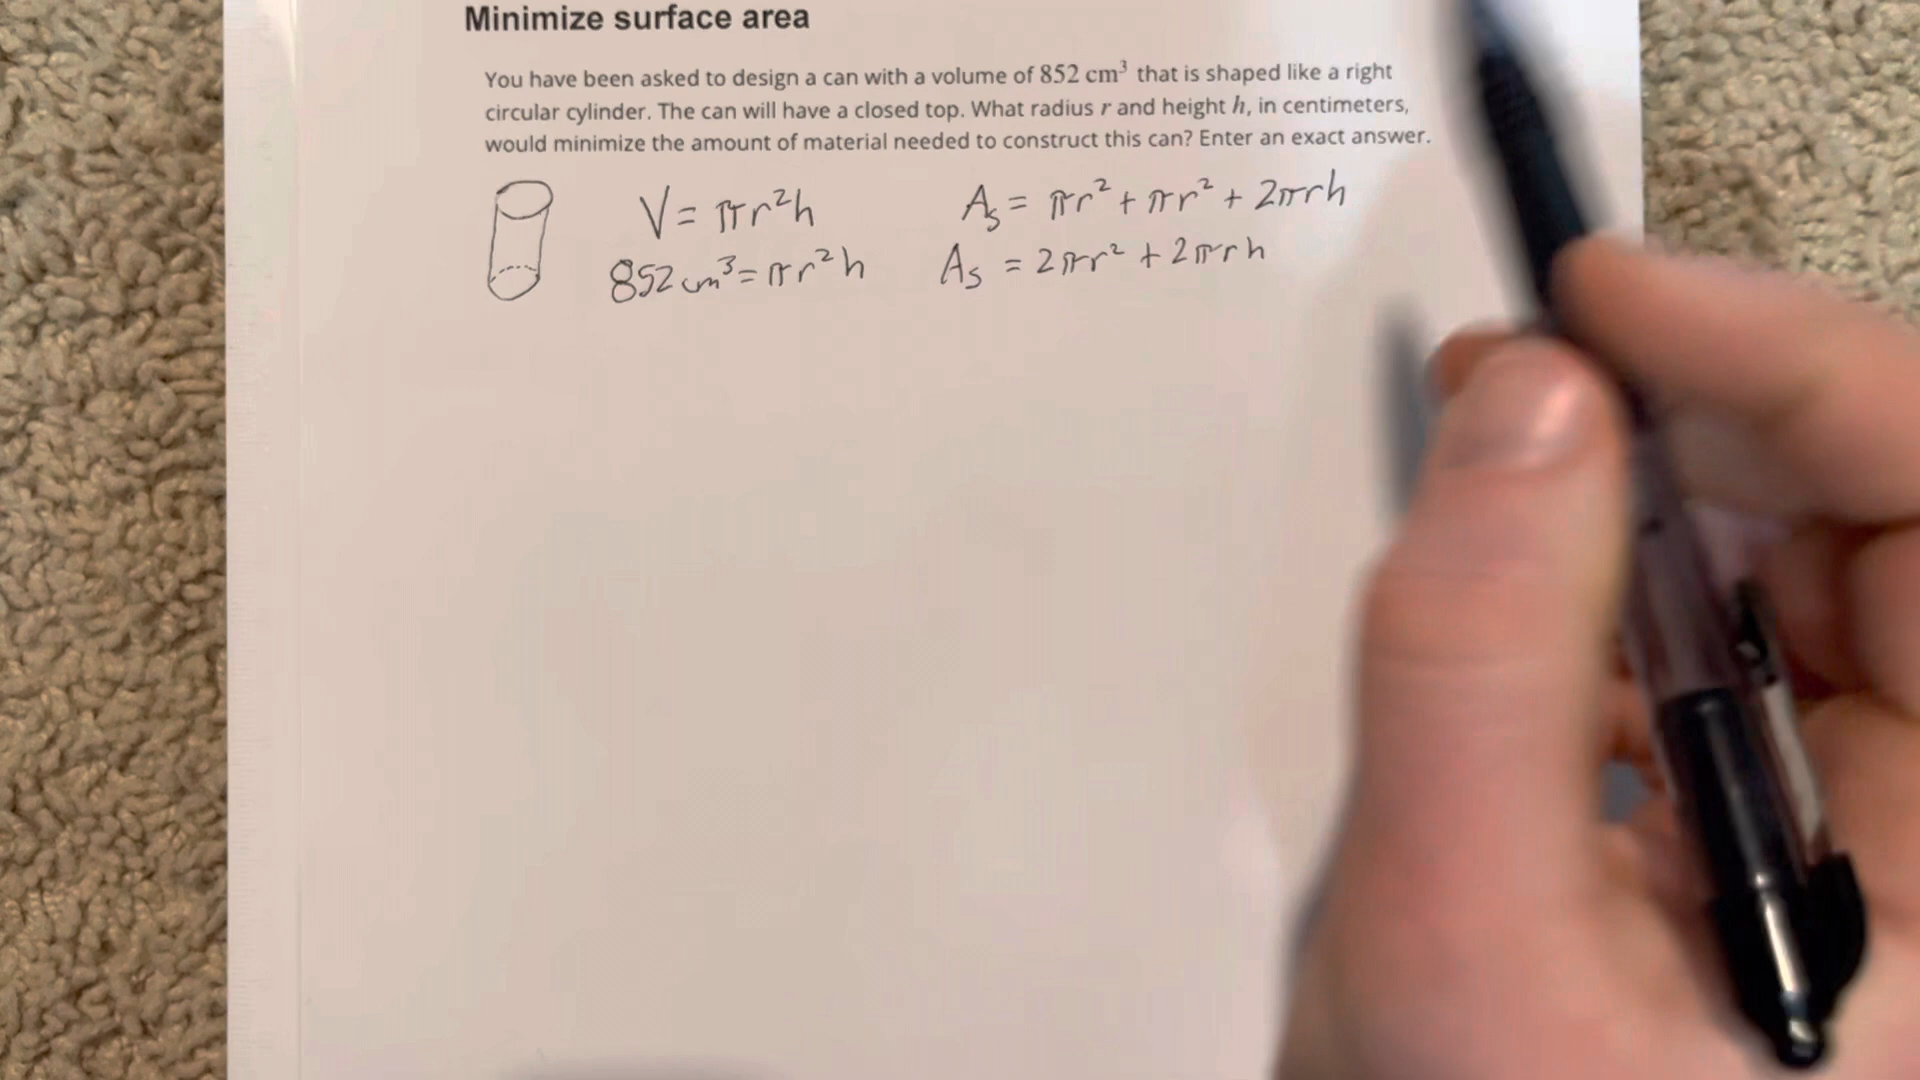 Minimize surface area
You have been asked to design a can with a volume of 852 cm³ that is shaped like a right
circular cylinder. The can will have a closed top. What radius r and height h, in centimeters,
would minimize the amount of material needed to construct this can? Enter an exact answer.
V = πr²h
A_s = πr² + πr² + 2πrh
852 cm³ = πr²h
A_s = 2πr² + 2πrh